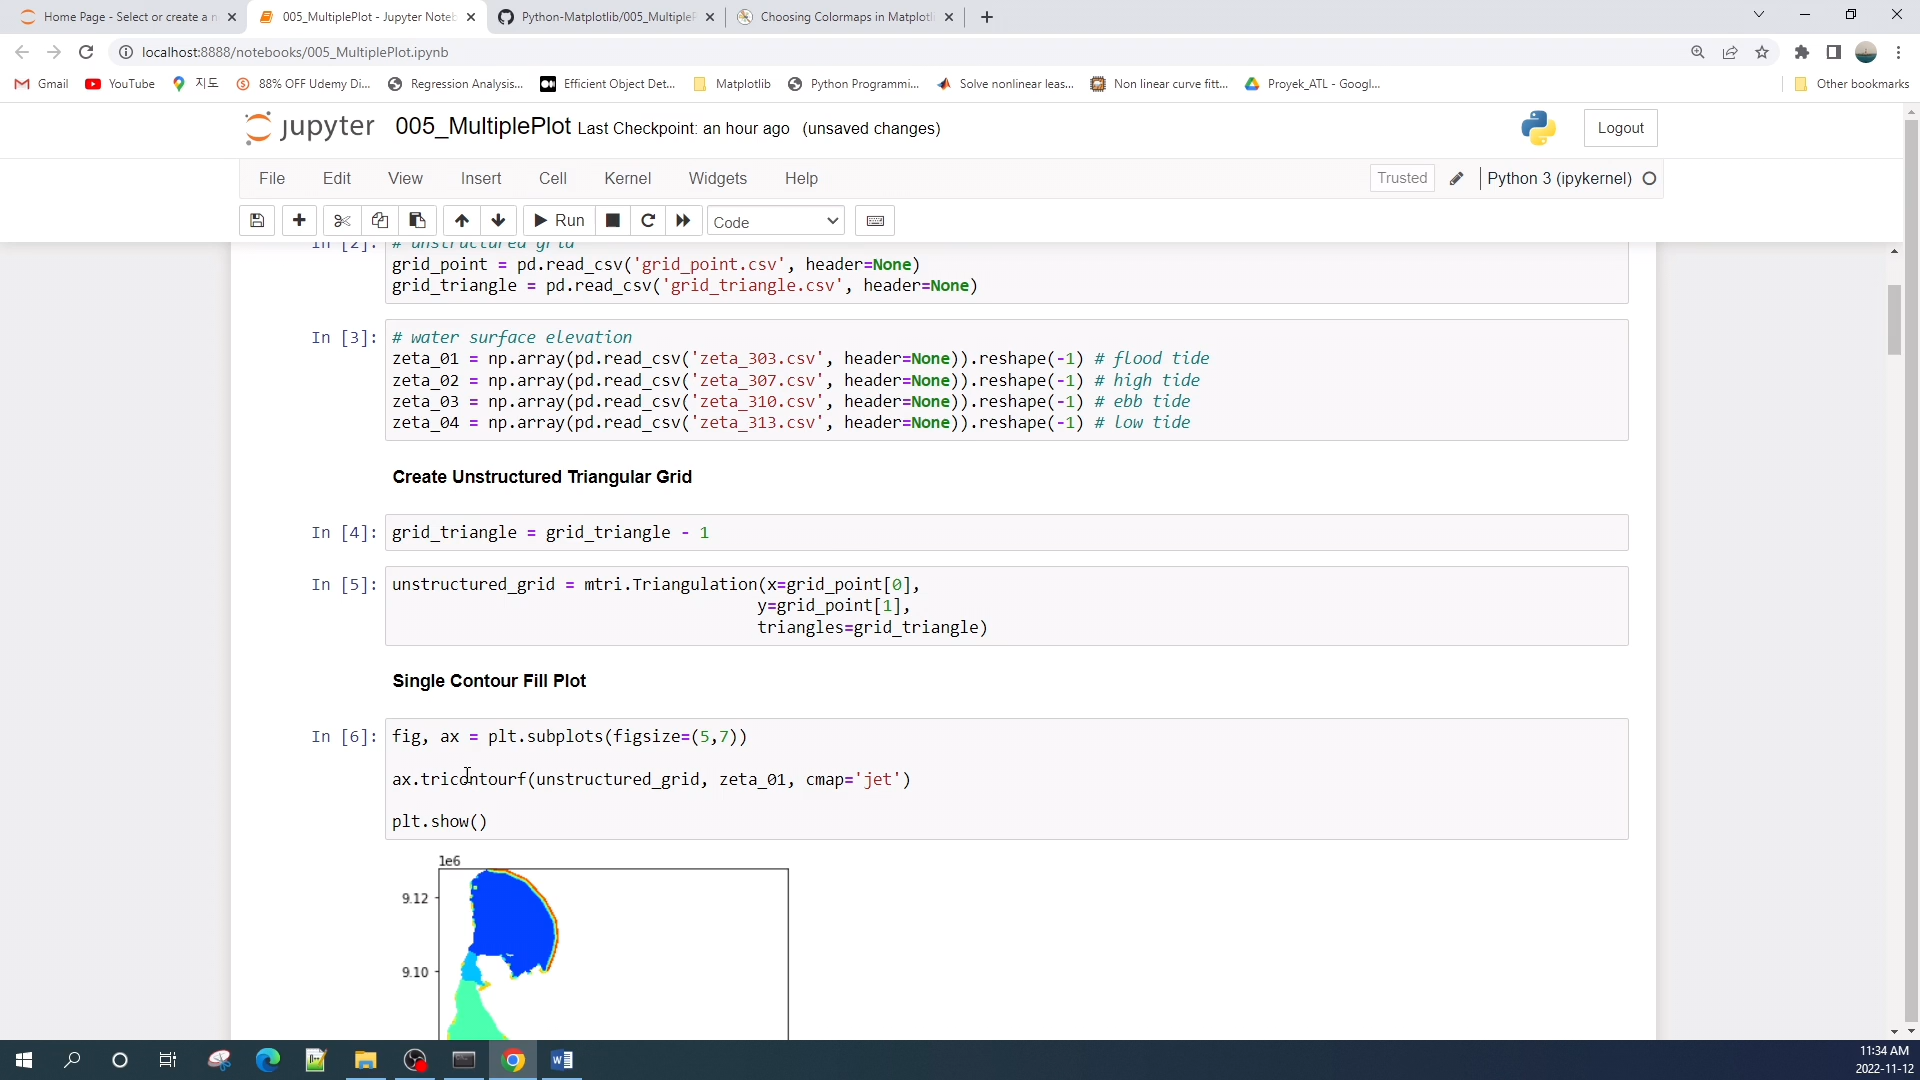 Home Page - Select or create a n
005_MultiplePlot - Jupyter Noteb
Python-Matplotlib/005_MultipleP
Choosing Colormaps in Matplotli
localhost:8888/notebooks/005_MultiplePlot.ipynb
Gmail
YouTube
지도
88% OFF Udemy Di...
Regression Analysis...
Efficient Object Det...
Matplotlib
Python Programmi...
Solve nonlinear leas...
Non linear curve fitt...
Proyek_ATL - Googl...
Other bookmarks
jupyter 005_MultiplePlot Last Checkpoint: an hour ago (unsaved changes)
Logout
File Edit View Insert Cell Kernel Widgets Help
Trusted
Python 3 (ipykernel)
Run
Code
In [2]: # unstructured grid
grid_point = pd.read_csv('grid_point.csv', header=None)
grid_triangle = pd.read_csv('grid_triangle.csv', header=None)
In [3]: # water surface elevation
zeta_01 = np.array(pd.read_csv('zeta_303.csv', header=None)).reshape(-1) # flood tide
zeta_02 = np.array(pd.read_csv('zeta_307.csv', header=None)).reshape(-1) # high tide
zeta_03 = np.array(pd.read_csv('zeta_310.csv', header=None)).reshape(-1) # ebb tide
zeta_04 = np.array(pd.read_csv('zeta_313.csv', header=None)).reshape(-1) # low tide
Create Unstructured Triangular Grid
In [4]: grid_triangle = grid_triangle - 1
In [5]: unstructured_grid = mtri.Triangulation(x=grid_point[0],
y=grid_point[1],
triangles=grid_triangle)
Single Contour Fill Plot
In [6]: fig, ax = plt.subplots(figsize=(5,7))
ax.tricontourf(unstructured_grid, zeta_01, cmap='jet')
plt.show()
1e6
9.12
9.10
11:34 AM
2022-11-12